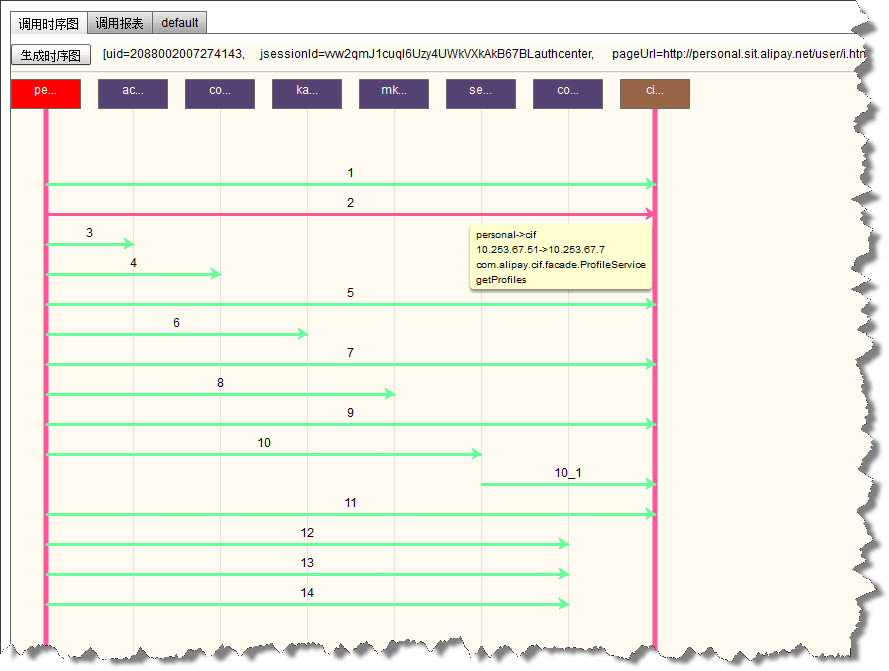 调用时序图 调用报表 default
生成时序图 [uid=2088002007274143, jsessionId=vw2qmJ1cuqI6Uzy4UWkVXkAkB67BLauthcenter, pageUrl=http://personal.sit.alipay.net/user/i.htm
pe... ac... co... ka... mk... se... co... ci...
1
2
3
personal->cif
10.253.67.51->10.253.67.7
com.alipay.cif.facade.ProfileService
getProfiles
4
5
6
7
8
9
10
10_1
11
12
13
14